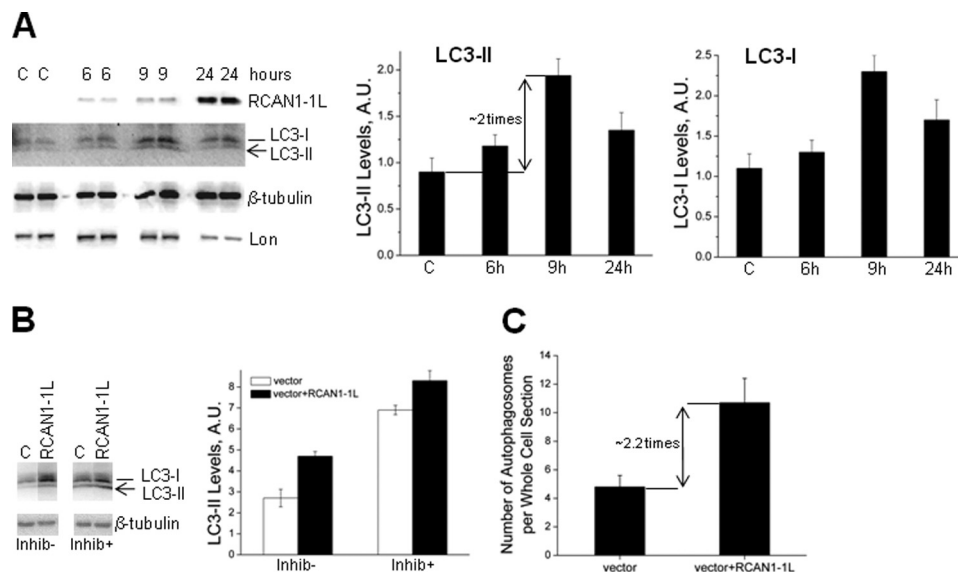 A
C C 6 6 9 9 24 24 hours
RCAN1-1L
LC3-I
LC3-II
β-tubulin
Lon
LC3-II
LC3-II Levels, A.U.
2.0
1.5
1.0
0.5
0.0
~2times
C 6h 9h 24h
LC3-I
LC3-I Levels, A.U.
2.5
2.0
1.5
1.0
0.5
0.0
C 6h 9h 24h
B
C RCAN1-1L C RCAN1-1L
LC3-I
LC3-II
β-tubulin
Inhib- Inhib+
LC3-II Levels, A.U.
8
7
6
5
4
3
2
1
0
vector
vector+RCAN1-1L
Inhib- Inhib+
C
Number of Autophagosomes
per Whole Cell Section
14
12
10
8
6
4
2
0
~2.2times
vector vector+RCAN1-1L